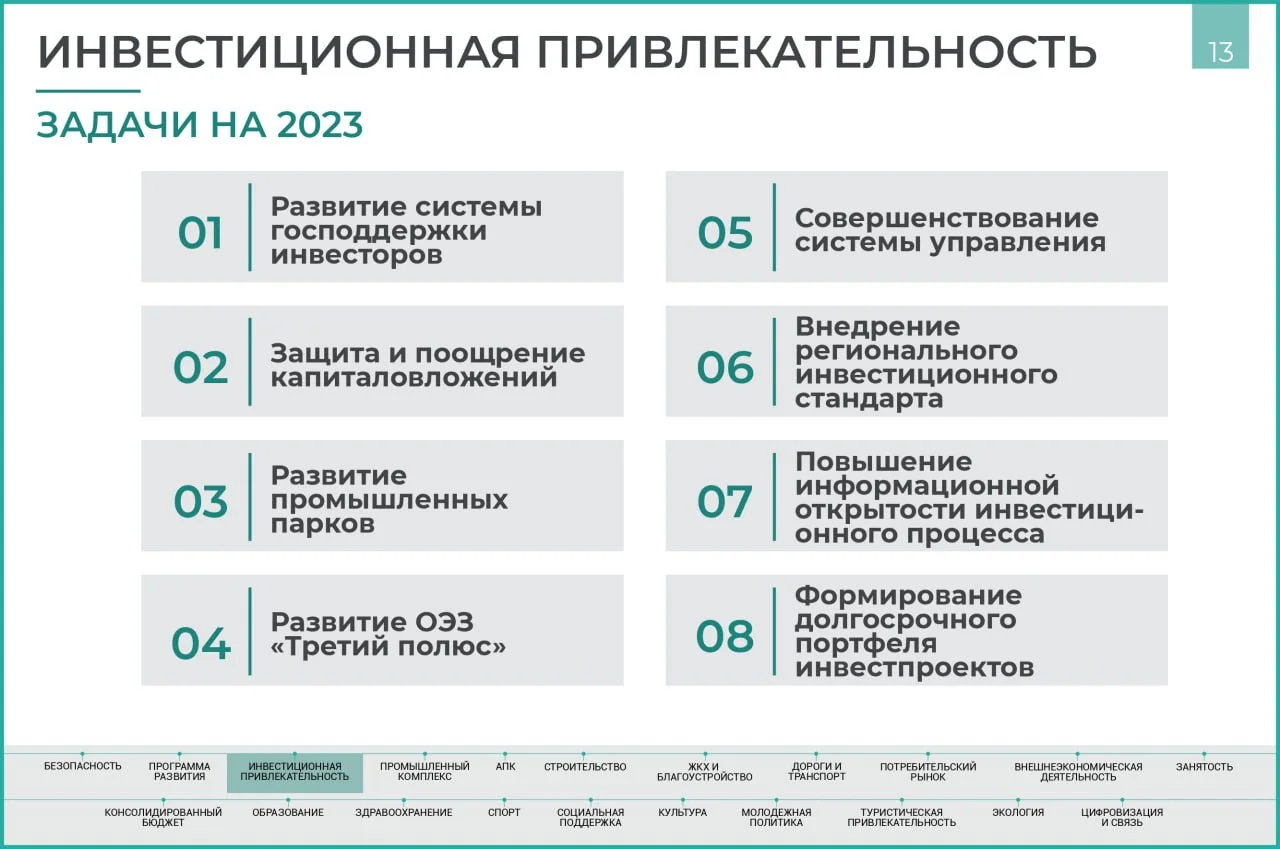 ИНВЕСТИЦИОННАЯ ПРИВЛЕКАТЕЛЬНОСТЬ
13
ЗАДАЧИ НА 2023
01
Развитие системы
господдержки
инвесторов
02
Защита и поощрение
капиталовложений
03
Развитие
промышленных
парков
04
Развитие ОЭЗ
«Третий полюс»
05
Совершенствование
системы управления
06
Внедрение
регионального
инвестиционного
стандарта
07
Повышение
информационной
открытости инвестици-
онного процесса
08
Формирование
долгосрочного
портфеля
инвестпроектов
БЕЗОПАСНОСТЬ
ПРОГРАММА
РАЗВИТИЯ
ИНВЕСТИЦИОННАЯ
ПРИВЛЕКАТЕЛЬНОСТЬ
ПРОМЫШЛЕННЫЙ
КОМПЛЕКС
АПК
СТРОИТЕЛЬСТВО
ЖКХ И
БЛАГОУСТРОЙСТВО
ДОРОГИ И
ТРАНСПОРТ
ПОТРЕБИТЕЛЬСКИЙ
РЫНОК
ВНЕШНЕЭКОНОМИЧЕСКАЯ
ДЕЯТЕЛЬНОСТЬ
ЗАНЯТОСТЬ
КОНСОЛИДИРОВАННЫЙ
БЮДЖЕТ
ОБРАЗОВАНИЕ
ЗДРАВООХРАНЕНИЕ
СПОРТ
СОЦИАЛЬНАЯ
ПОДДЕРЖКА
КУЛЬТУРА
МОЛОДЕЖНАЯ
ПОЛИТИКА
ТУРИСТИЧЕСКАЯ
ПРИВЛЕКАТЕЛЬНОСТЬ
ЭКОЛОГИЯ
ЦИФРОВИЗАЦИЯ
И СВЯЗЬ